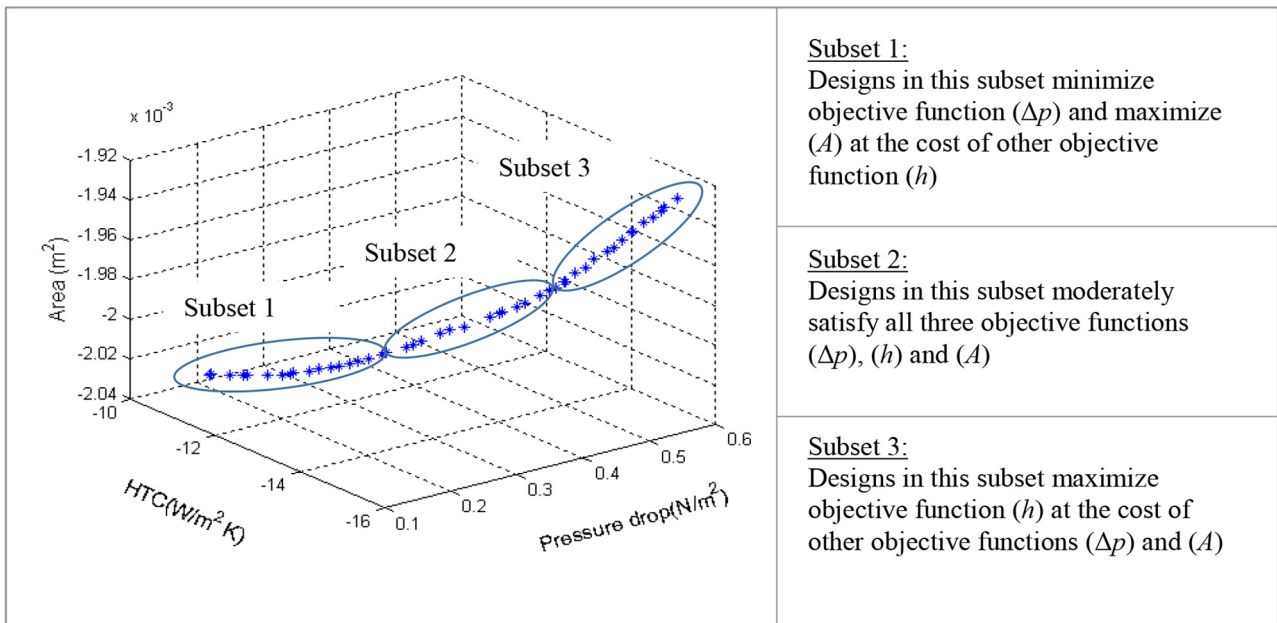 x 10⁻³
-1.92
-1.94
-1.96
-1.98
-2
-2.02
-2.04
Area (m²)
-10
-12
-14
-16
HTC(W/m² K)
0.1
0.2
0.3
0.4
0.5
0.6
Pressure drop(N/m²)
Subset 1
Subset 2
Subset 3
Subset 1:
Designs in this subset minimize
objective function (Δp) and maximize
(A) at the cost of other objective
function (h)
Subset 2:
Designs in this subset moderately
satisfy all three objective functions
(Δp), (h) and (A)
Subset 3:
Designs in this subset maximize
objective function (h) at the cost of
other objective functions (Δp) and (A)